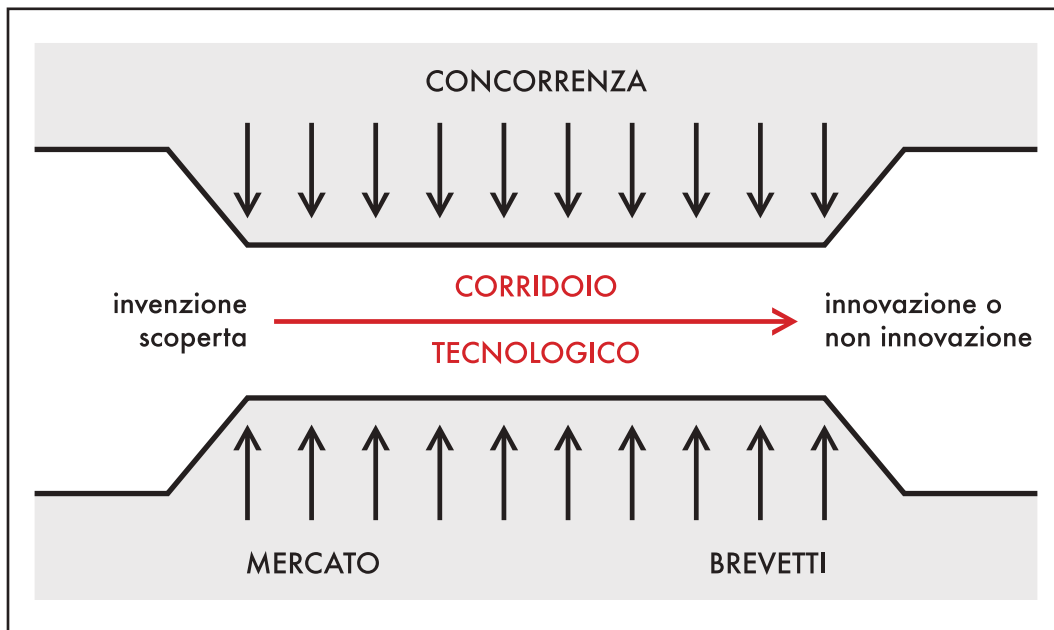 CONCORRENZA
invenzione
scoperta
CORRIDOIO
TECNOLOGICO
innovazione o
non innovazione
MERCATO
BREVETTI